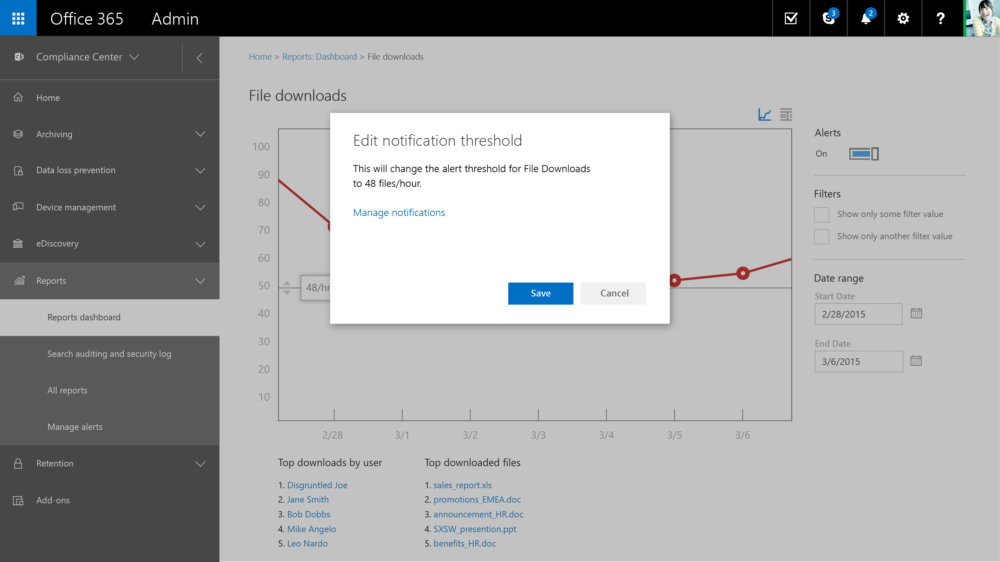 Office 365
Admin
3
2
?
Compliance Center
Home
Archiving
Data loss prevention
Device management
eDiscovery
Reports
Reports dashboard
Search auditing and security log
All reports
Manage alerts
Retention
Add-ons
Home > Reports: Dashboard > File downloads
File downloads
100
90
80
70
60
50
40
30
20
10
48/hr
2/28
3/1
3/2
3/3
3/4
3/5
3/6
Edit notification threshold
This will change the alert threshold for File Downloads
to 48 files/hour.
Manage notifications
Save
Cancel
Alerts
On
Filters
Show only some filter value
Show only another filter value
Date range
Start Date
2/28/2015
End Date
3/6/2015
Top downloads by user
1. Disgruntled Joe
2. Jane Smith
3. Bob Dobbs
4. Mike Angelo
5. Leo Nardo
Top downloaded files
1. sales_report.xls
2. promotions_EMEA.doc
3. announcement_HR.doc
4. SXSW_presention.ppt
5. benefits_HR.doc